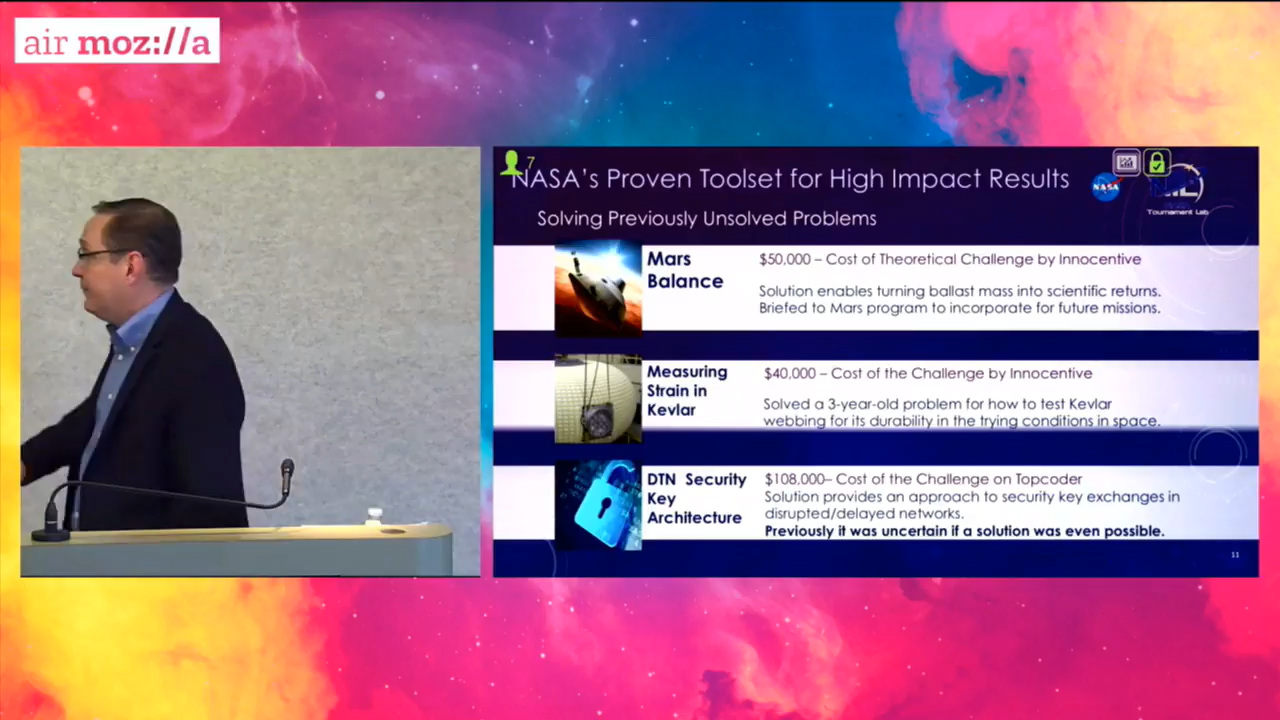 air moz://a
7
NASA's Proven Toolset for High Impact Results
NASA
Tournament Lab
Solving Previously Unsolved Problems
Mars
Balance
$50,000 – Cost of Theoretical Challenge by Innocentive
Solution enables turning ballast mass into scientific returns.
Briefed to Mars program to incorporate for future missions.
Measuring
Strain in
Kevlar
$40,000 – Cost of the Challenge by Innocentive
Solved a 3-year-old problem for how to test Kevlar
webbing for its durability in the trying conditions in space.
DTN Security
Key
Architecture
$108,000– Cost of the Challenge on Topcoder
Solution provides an approach to security key exchanges in
disrupted/delayed networks.
Previously it was uncertain if a solution was even possible.
11